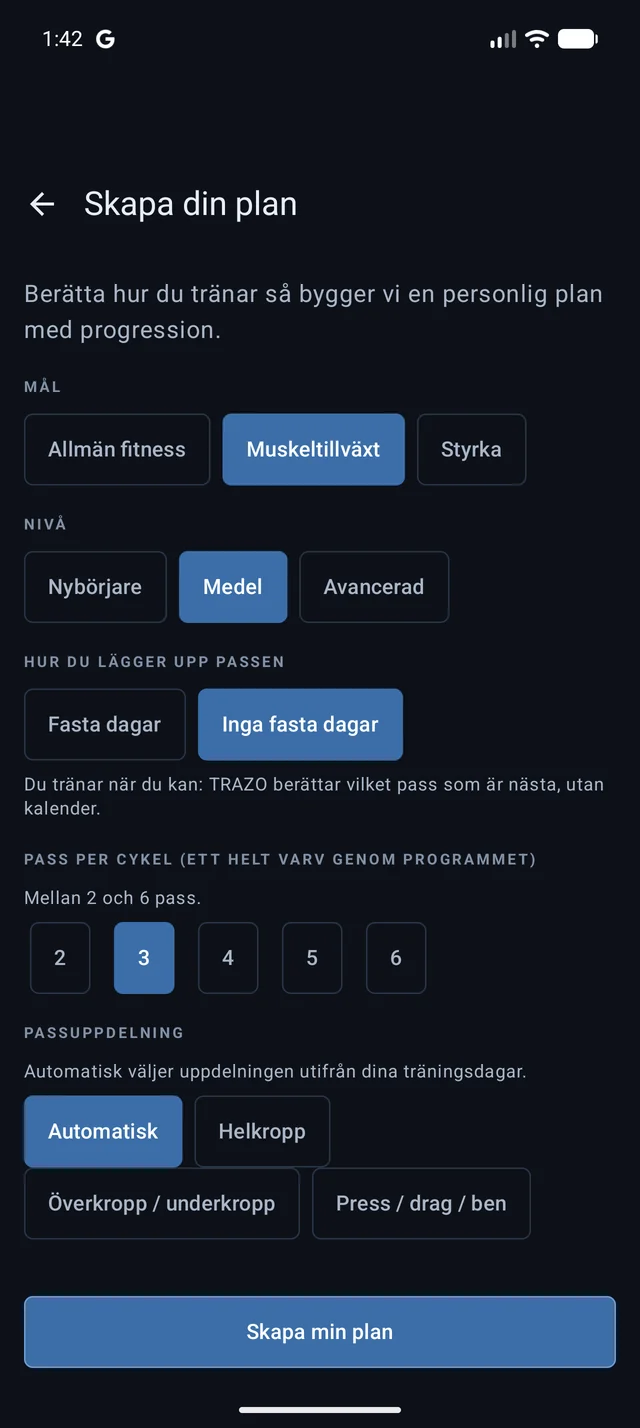 1:42 G
Skapa din plan
Berätta hur du tränar så bygger vi en personlig plan
med progression.
MÅL
Allmän fitness Muskeltillväxt Styrka
NIVÅ
Nybörjare Medel Avancerad
HUR DU LÄGGER UPP PASSEN
Fasta dagar Inga fasta dagar
Du tränar när du kan: TRAZO berättar vilket pass som är nästa, utan
kalender.
PASS PER CYKEL (ETT HELT VARV GENOM PROGRAMMET)
Mellan 2 och 6 pass.
2 3 4 5 6
PASSUPPDELNING
Automatisk väljer uppdelningen utifrån dina träningsdagar.
Automatisk Helkropp
Överkropp / underkropp Press / drag / ben
Skapa min plan